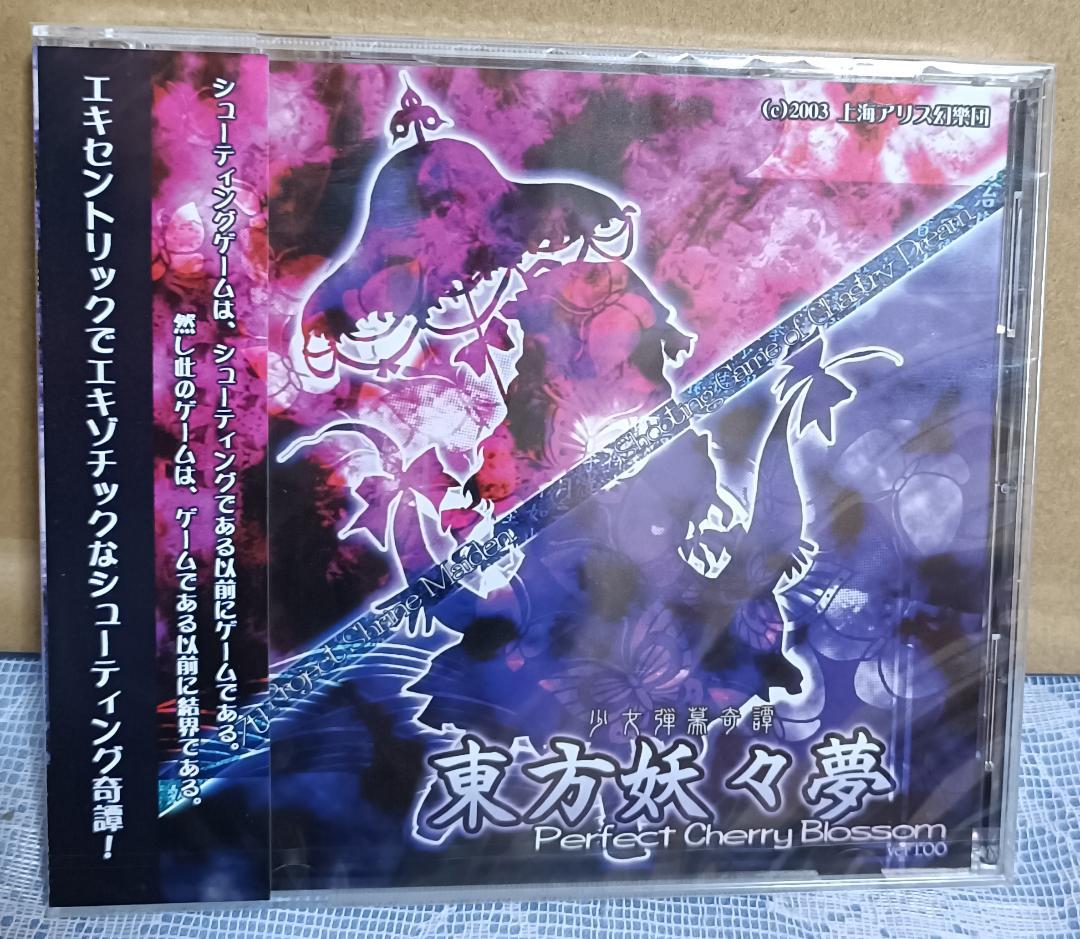 エキセントリックでエキゾチックなシューティング奇譚！
シューティングゲームは、シューティングである以前にゲームである。
然し此のゲームは、ゲームである以前に結界である。
(c)2003 上海アリス幻樂団
A Project Shrine Maiden. Shooting Game of Chastry Dream
少女弾幕奇譚
東方妖々夢
Perfect Cherry Blossom
ver 1.00